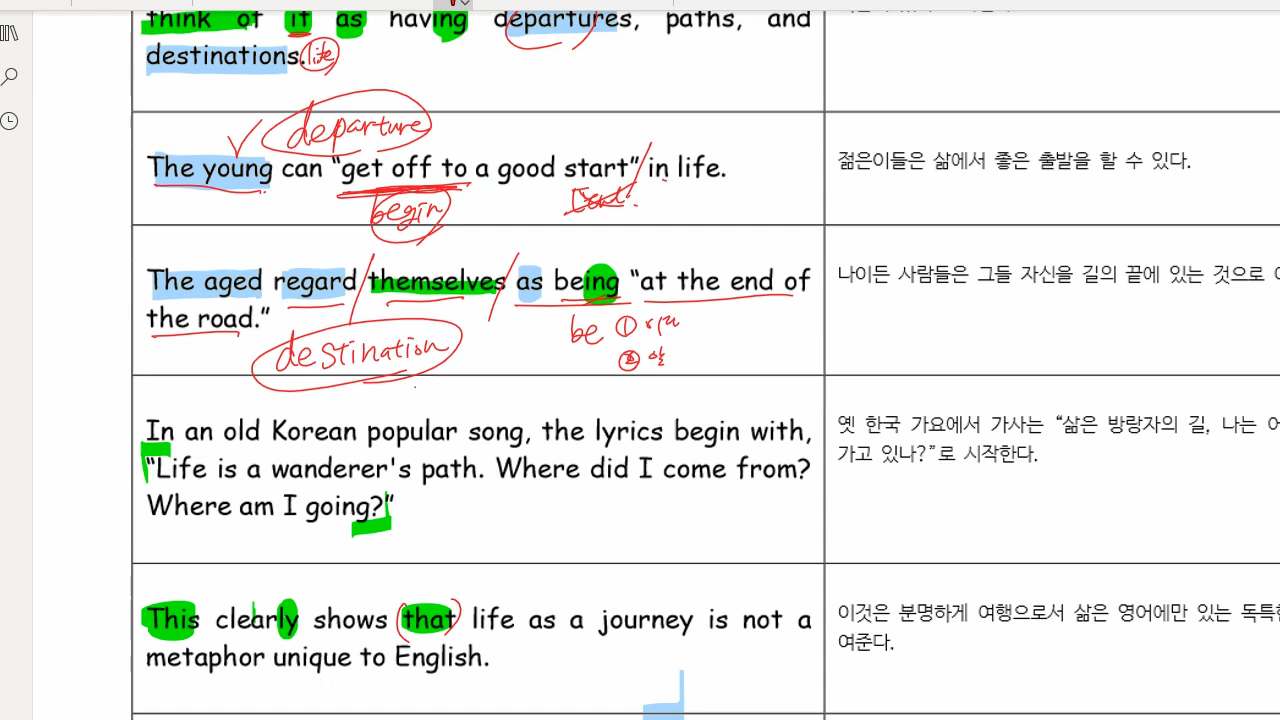 think of it as having departures, paths, and
destinations.
life
departure
The young can “get off to a good start” in life.
젊은이들은 삶에서 좋은 출발을 할 수 있다.
begin
The aged regard themselves as being “at the end of
the road.”
나이든 사람들은 그들 자신을 길의 끝에 있는 것으로
be ①
②
destination
In an old Korean popular song, the lyrics begin with,
“Life is a wanderer's path. Where did I come from?
Where am I going?”
옛 한국 가요에서 가사는 “삶은 방랑자의 길, 나는
가고 있나?”로 시작한다.
This clearly shows that life as a journey is not a
metaphor unique to English.
이것은 분명하게 여행으로서 삶은 영어에만 있는
여준다.